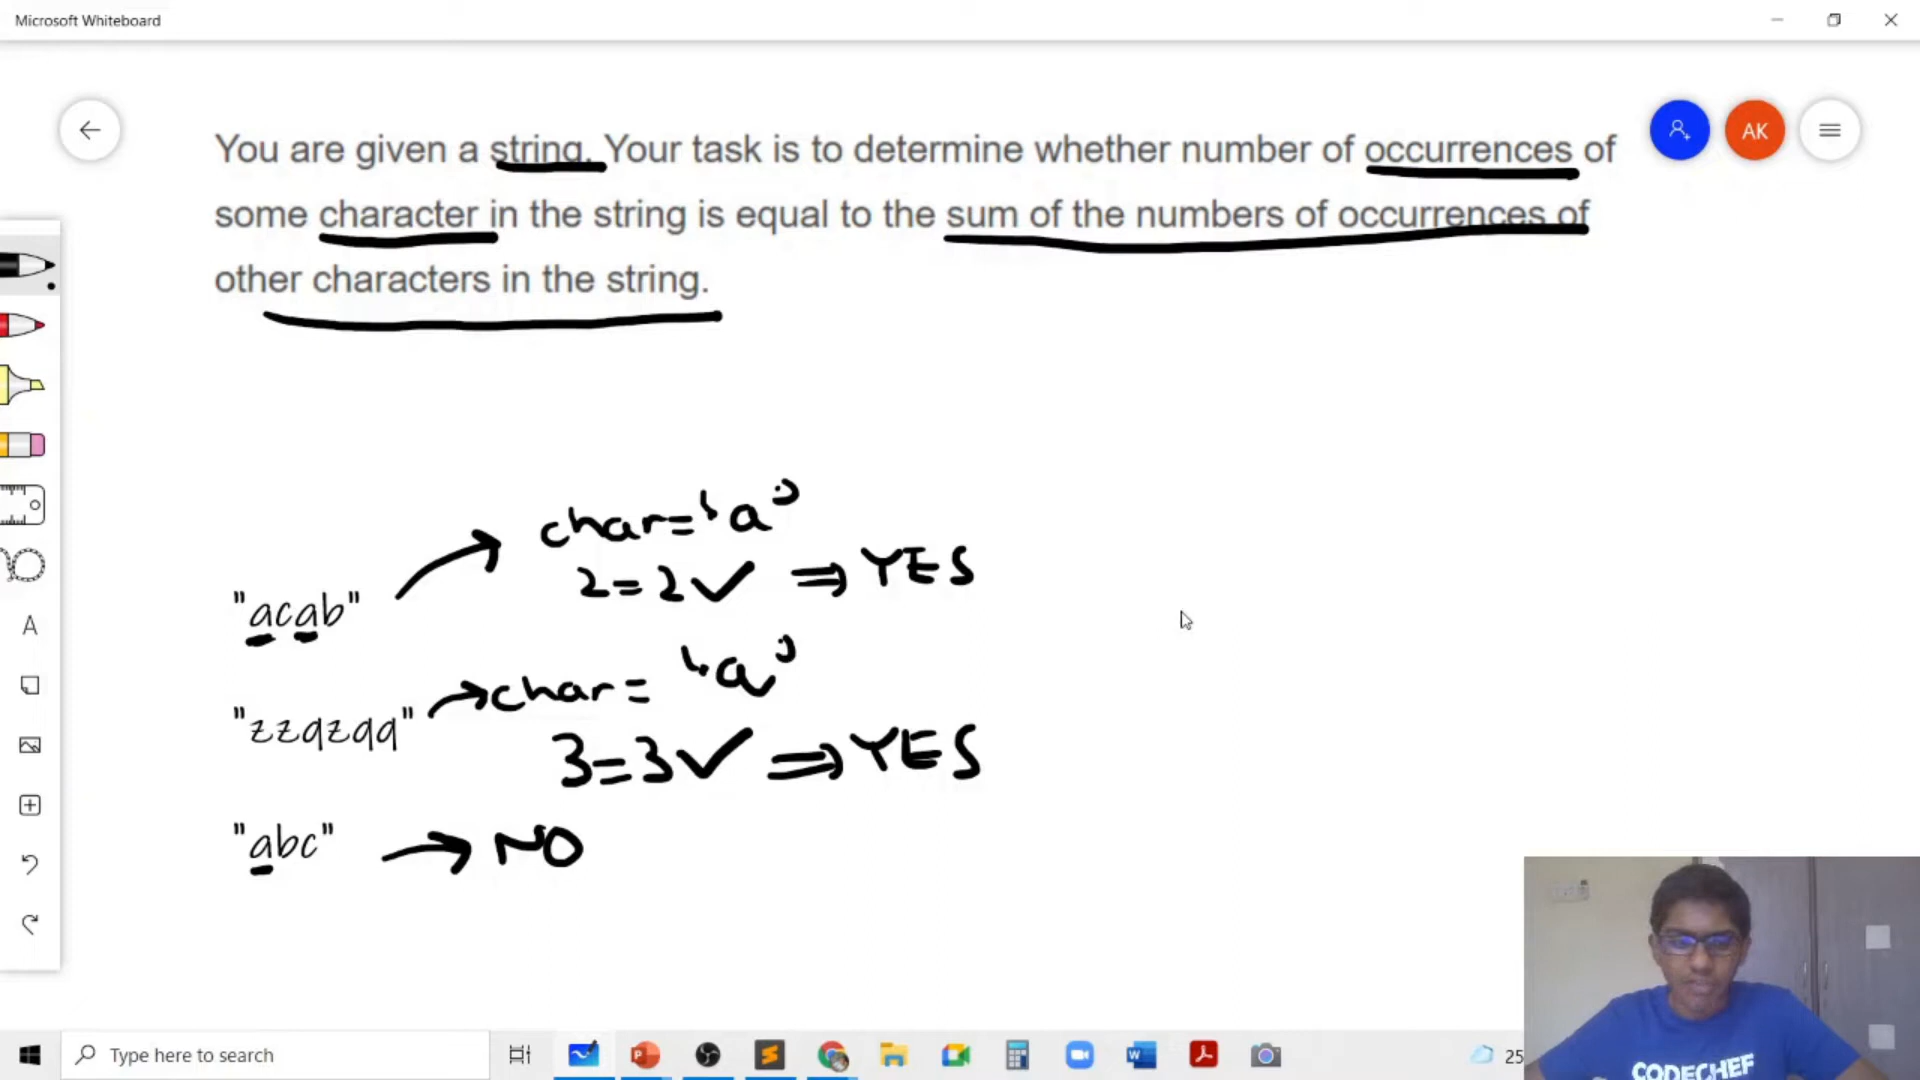 Microsoft Whiteboard
You are given a string. Your task is to determine whether number of occurrences of
some character in the string is equal to the sum of the numbers of occurrences of
other characters in the string.
AK
A
char = 'a'
2 = 2 ✓ ⇒ YES
"acab"
char = 'q'
"zzqzqq"
3 = 3 ✓ ⇒ YES
"abc" → NO
Type here to search
25
CODECHEF